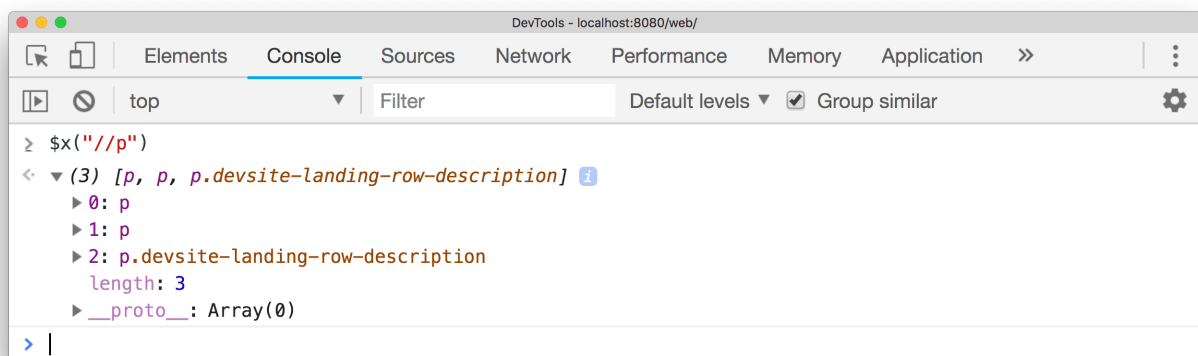 DevTools - localhost:8080/web/
Elements Console Sources Network Performance Memory Application »
top Filter Default levels Group similar
$x("//p")
(3) [p, p, p.devsite-landing-row-description] i
0: p
1: p
2: p.devsite-landing-row-description
length: 3
__proto__: Array(0)